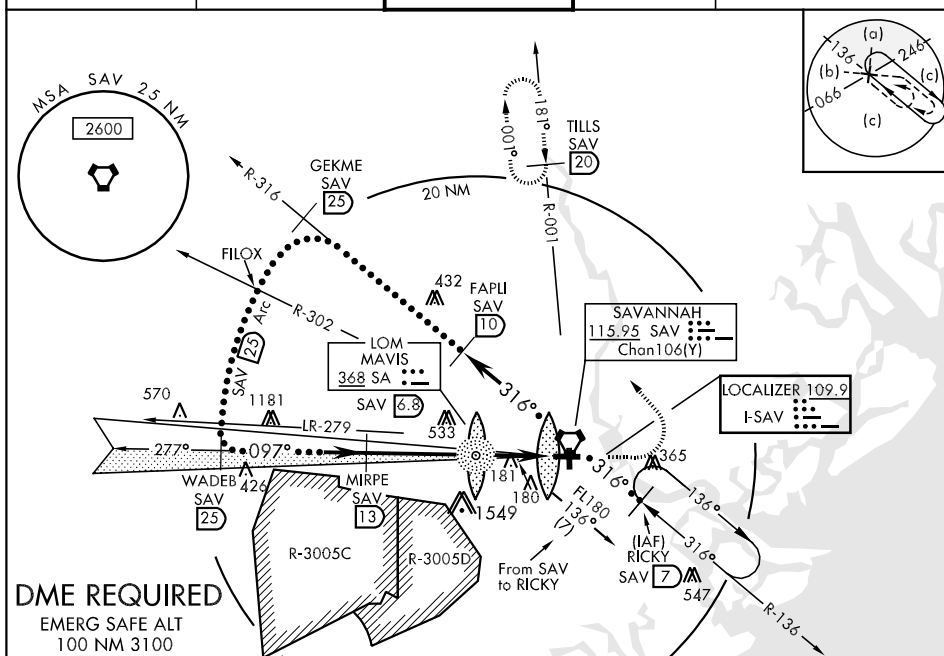 MSA SAV 25 NM
2600
136
(a)
246
(b)
(c)
066
(c)
R-316
GEKME
SAV
25
20 NM
001°
181°
TILLS
SAV
20
R-001
FILOX
R-302
SAV 25 Arc
432
FAPLI
SAV
10
LOM
MAVIS
368 SA
SAV 6.8
SAVANNAH
115.95 SAV
Chan106(Y)
LOCALIZER 109.9
I-SAV
316°
570
1181
LR-279
533
277°
097°
181
180
316°
365
136°
316°
WADEB
SAV
25
426
MIRPE
SAV
13
1549
FL180
136°
(7)
From SAV
to RICKY
(IAF)
RICKY
SAV 7
547
R-136
R-3005C
R-3005D
DME REQUIRED
EMERG SAFE ALT
100 NM 3100